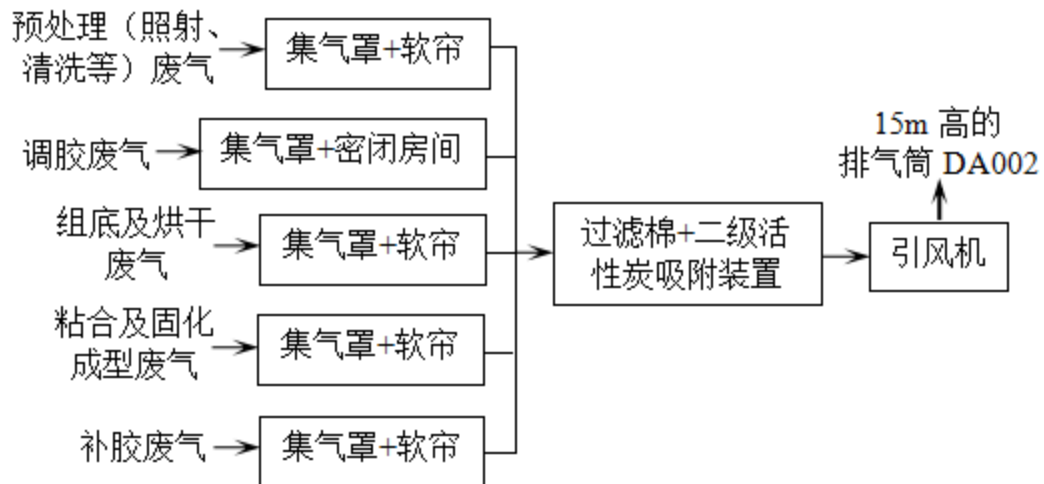 预处理（照射、
清洗等）废气
集气罩+软帘
调胶废气
集气罩+密闭房间
组底及烘干
废气
集气罩+软帘
粘合及固化
成型废气
集气罩+软帘
补胶废气
集气罩+软帘
过滤棉+二级活
性炭吸附装置
引风机
15m 高的
排气筒 DA002